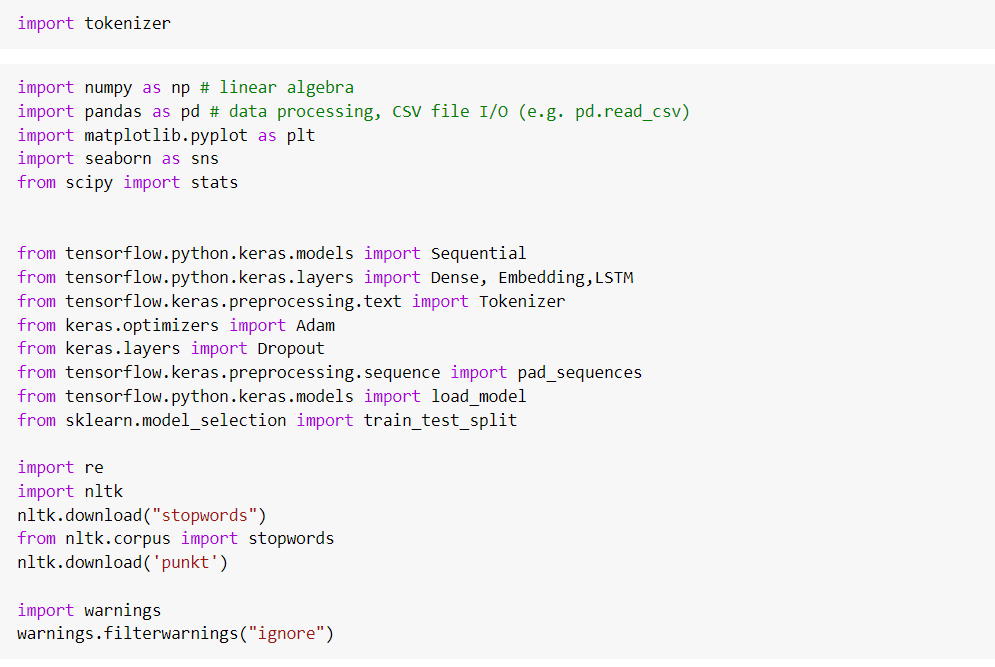 import tokenizer
import numpy as np # linear algebra
import pandas as pd # data processing, CSV file I/O (e.g. pd.read_csv)
import matplotlib.pyplot as plt
import seaborn as sns
from scipy import stats
from tensorflow.python.keras.models import Sequential
from tensorflow.python.keras.layers import Dense, Embedding,LSTM
from tensorflow.keras.preprocessing.text import Tokenizer
from keras.optimizers import Adam
from keras.layers import Dropout
from tensorflow.keras.preprocessing.sequence import pad_sequences
from tensorflow.python.keras.models import load_model
from sklearn.model_selection import train_test_split
import re
import nltk
nltk.download("stopwords")
from nltk.corpus import stopwords
nltk.download('punkt')
import warnings
warnings.filterwarnings("ignore")